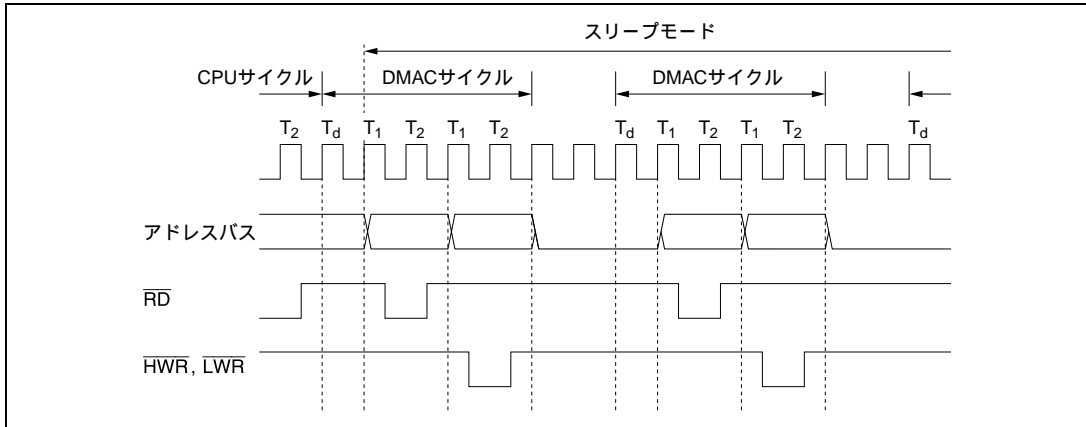 スリープモード
CPUサイクル DMACサイクル DMACサイクル
T2 Td T1 T2 T1 T2 Td T1 T2 T1 T2 Td
アドレスバス
RD
HWR, LWR